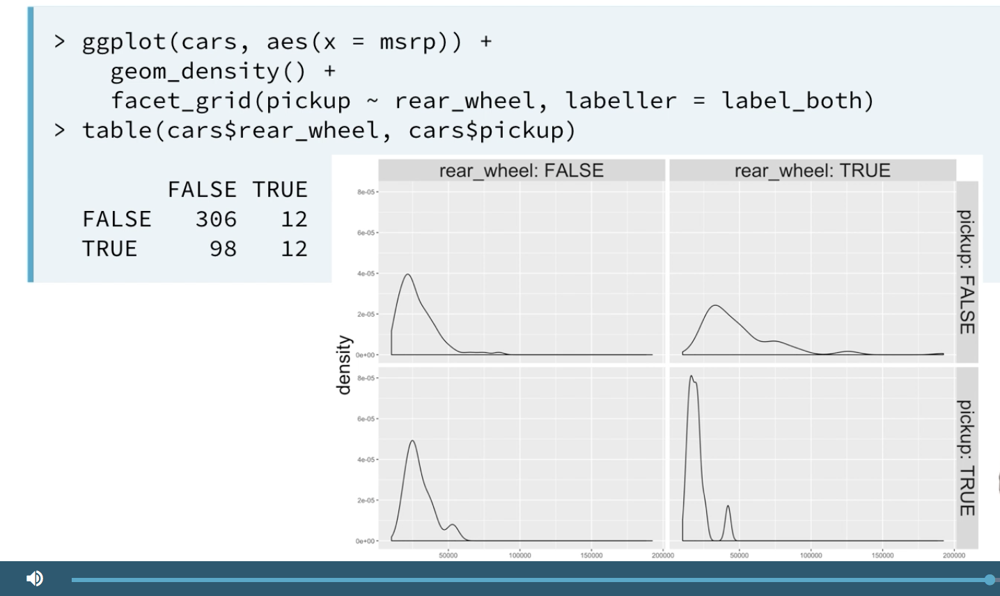 > ggplot(cars, aes(x = msrp)) +
geom_density() +
facet_grid(pickup ~ rear_wheel, labeller = label_both)
> table(cars$rear_wheel, cars$pickup)
FALSE TRUE
FALSE 306 12
TRUE 98 12
rear_wheel: FALSE
rear_wheel: TRUE
8e-05
6e-05
4e-05
2e-05
0e+00
pickup: FALSE
density
8e-05
6e-05
4e-05
2e-05
0e+00
pickup: TRUE
50000 100000 150000 200000
50000 100000 150000 200000